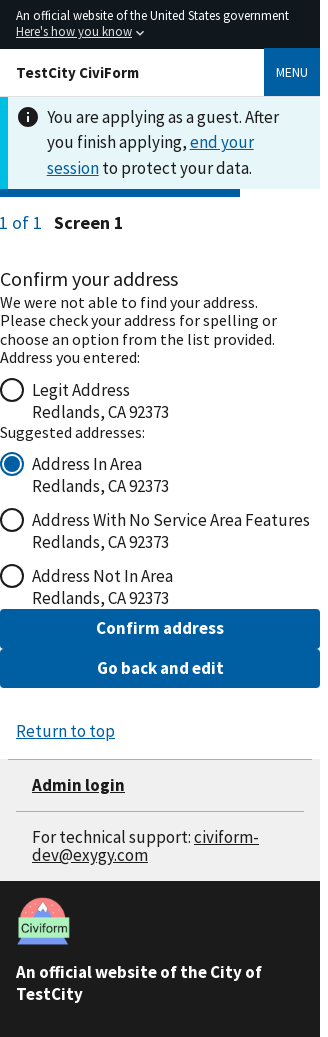 An official website of the United States government
Here's how you know
TestCity CiviForm
MENU
You are applying as a guest. After
you finish applying, end your
session to protect your data.
1 of 1 Screen 1
Confirm your address
We were not able to find your address.
Please check your address for spelling or
choose an option from the list provided.
Address you entered:
Legit Address
Redlands, CA 92373
Suggested addresses:
Address In Area
Redlands, CA 92373
Address With No Service Area Features
Redlands, CA 92373
Address Not In Area
Redlands, CA 92373
Confirm address
Go back and edit
Return to top
Admin login
For technical support: civiform-
dev@exygy.com
Civiform
An official website of the City of
TestCity